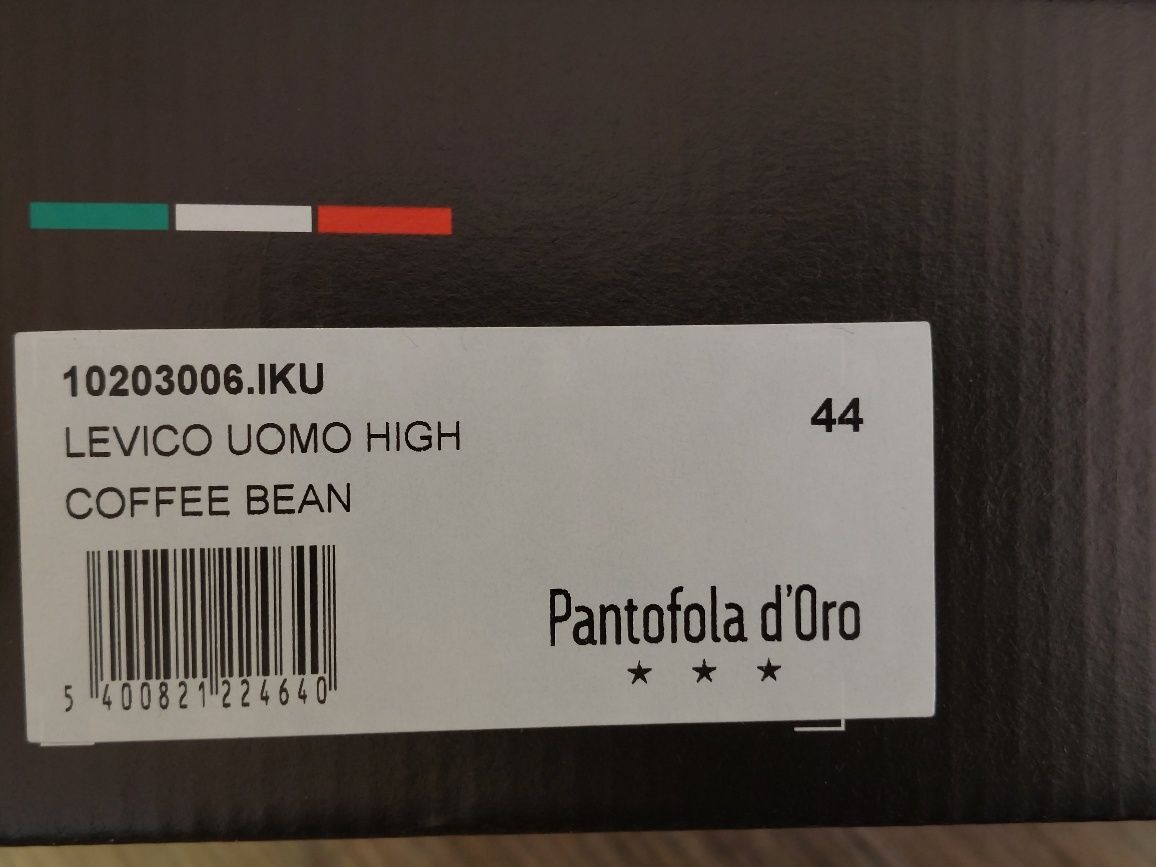 10203006.IKU
44
LEVICO UOMO HIGH
COFFEE BEAN
Pantofola d'Oro
5 400821 224640